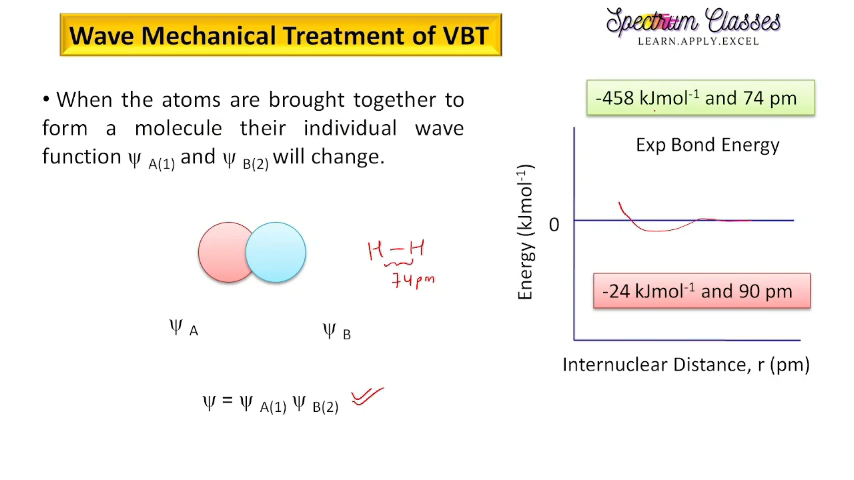 Wave Mechanical Treatment of VBT
Spectrum Classes
LEARN.APPLY.EXCEL
• When the atoms are brought together to
form a molecule their individual wave
function ψ A(1) and ψ B(2) will change.
H – H
74pm
ψ A
ψ B
ψ = ψ A(1) ψ B(2)
-458 kJmol⁻¹ and 74 pm
Exp Bond Energy
Energy (kJmol⁻¹)
0
-24 kJmol⁻¹ and 90 pm
Internuclear Distance, r (pm)